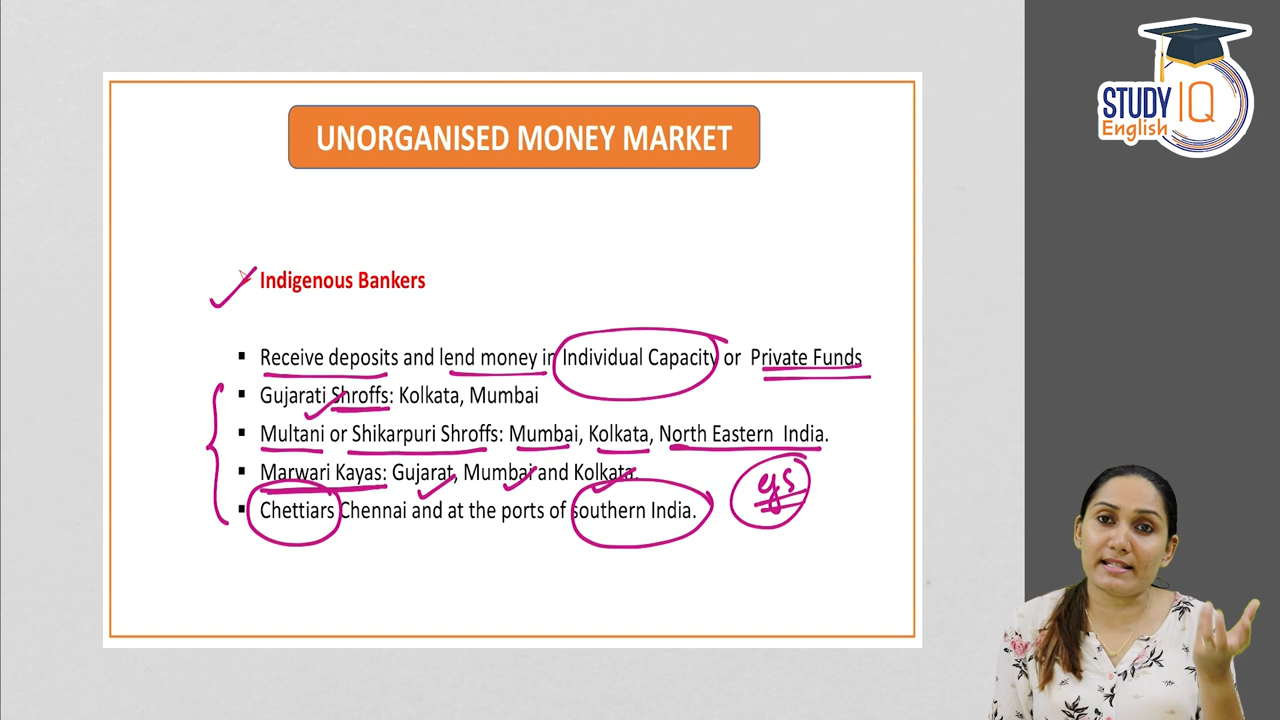 UNORGANISED MONEY MARKET
Indigenous Bankers
Receive deposits and lend money in Individual Capacity or Private Funds
Gujarati Shroffs: Kolkata, Mumbai
Multani or Shikarpuri Shroffs: Mumbai, Kolkata, North Eastern India.
Marwari Kayas: Gujarat, Mumbai and Kolkata.
Chettiars Chennai and at the ports of southern India.
STUDY IQ
English